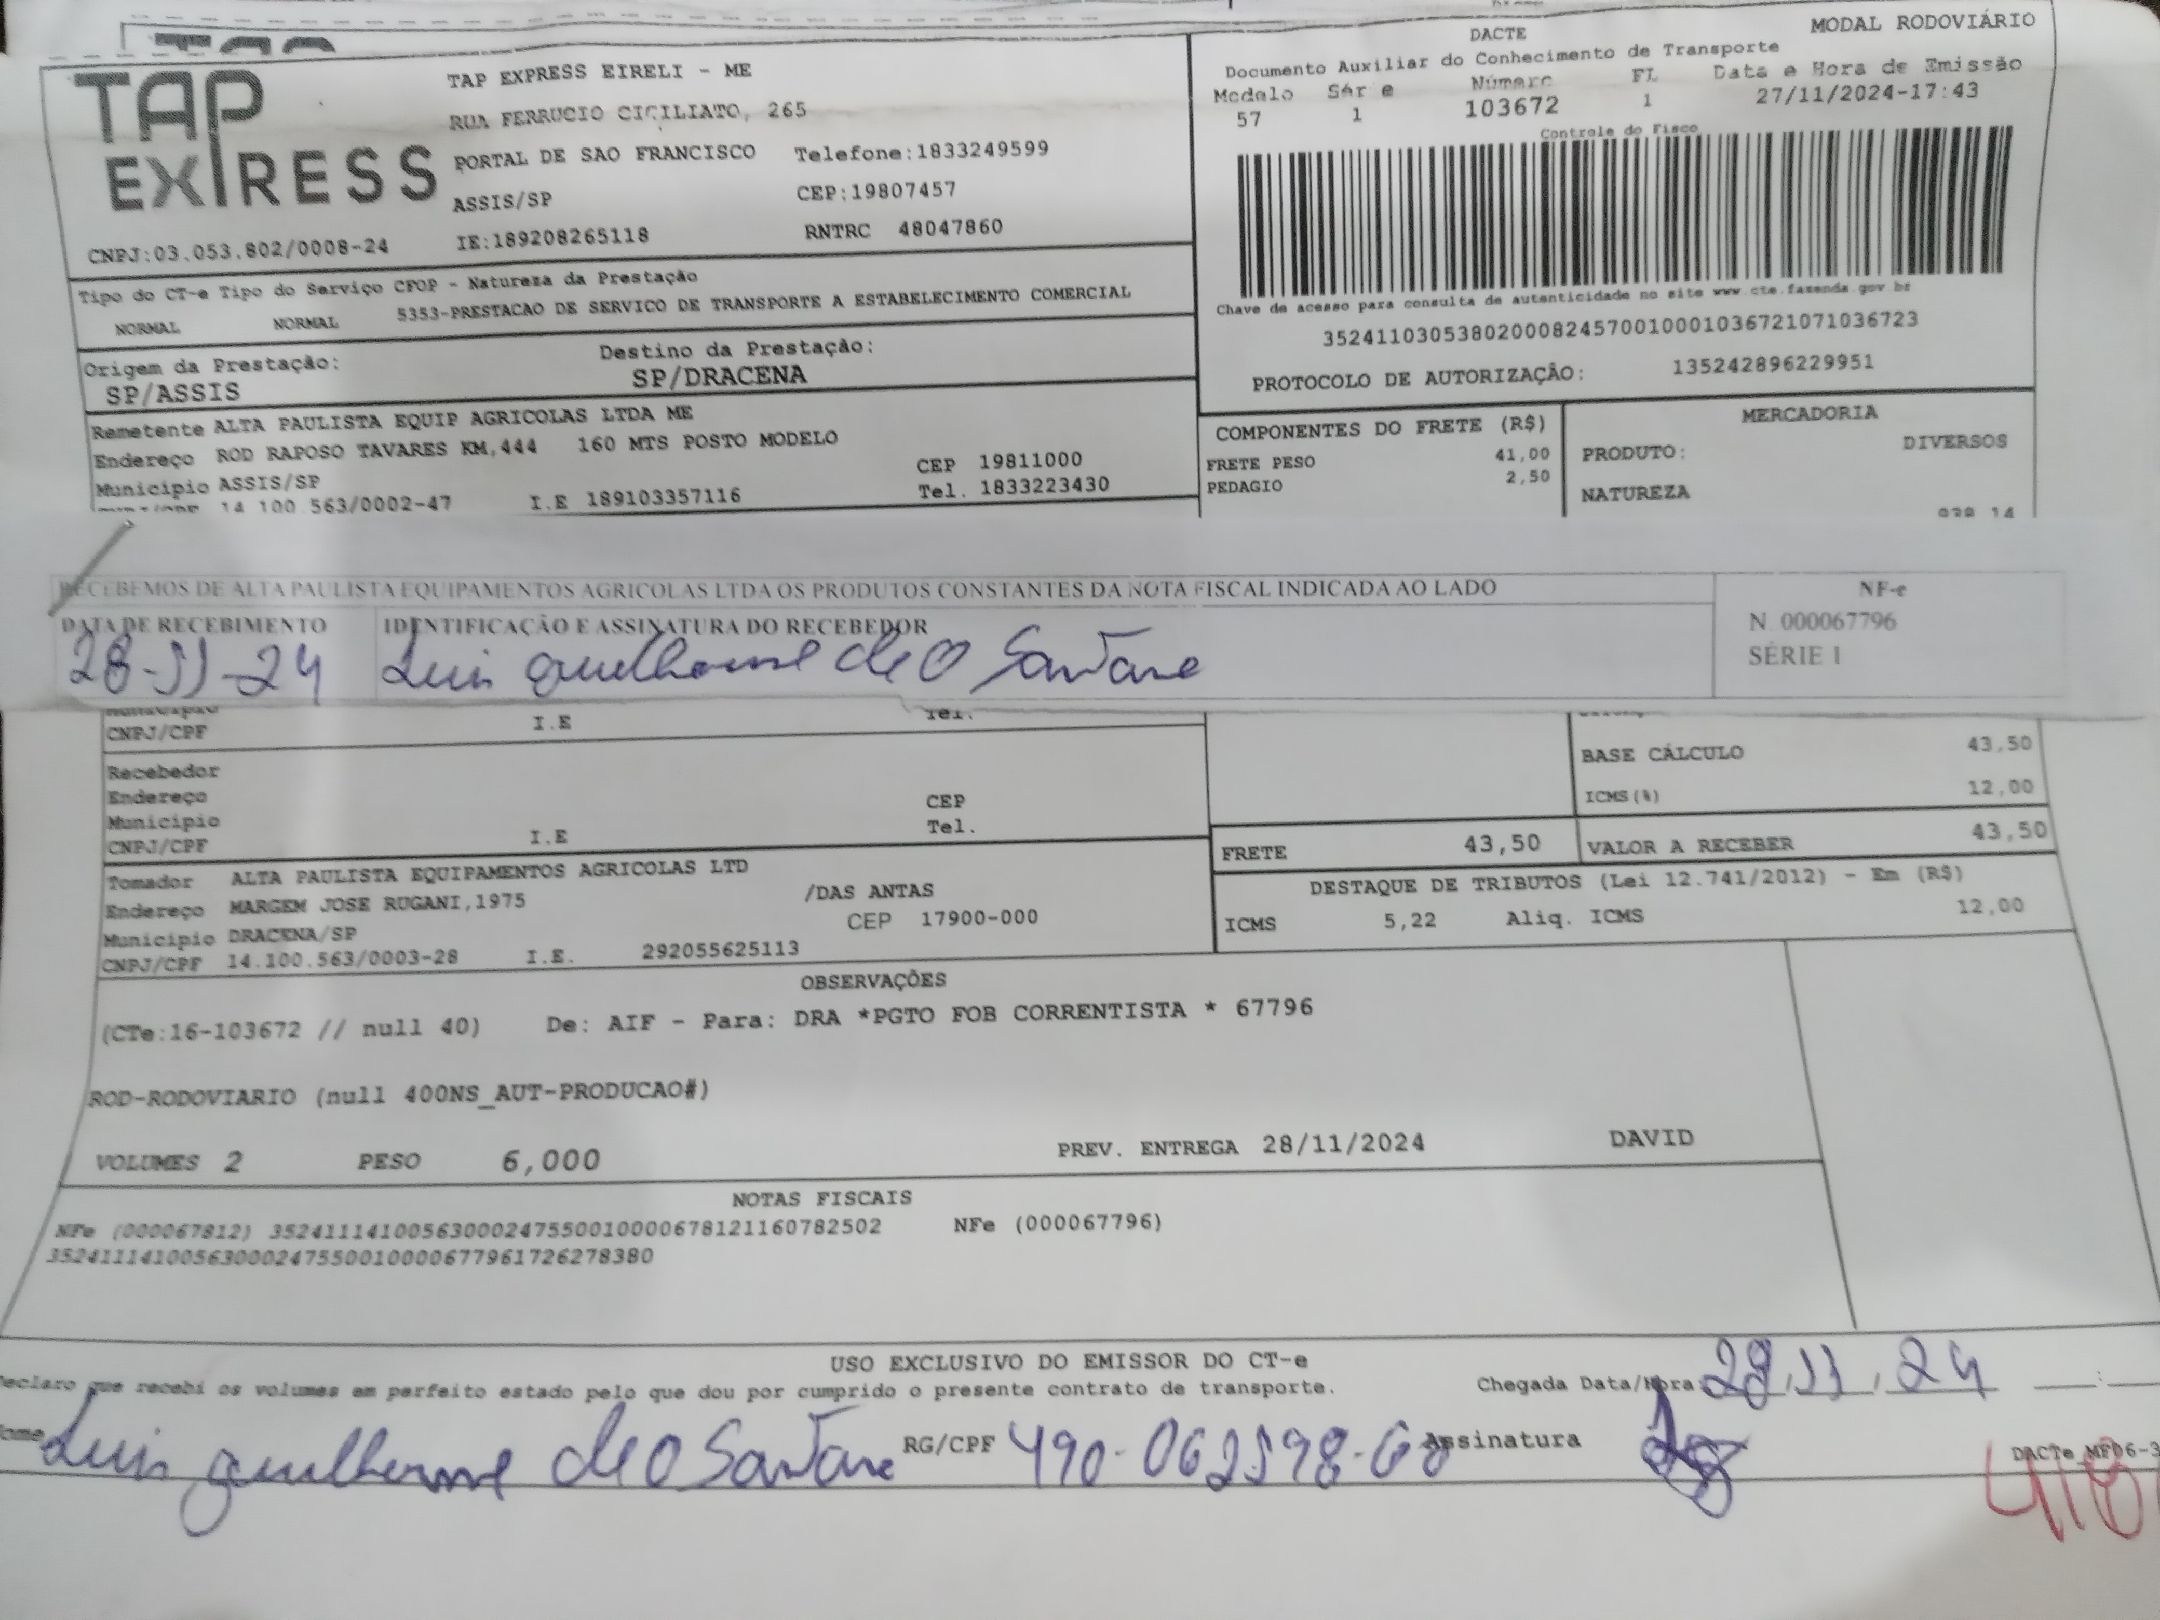 TAP
EXPRESS
TAP EXPRESS EIRELI - ME
RUA FERRUCIO CICILIATO, 265
PORTAL DE SAO FRANCISCO Telefone:1833249599
ASSIS/SP CEP:19807457
CNPJ:03.053.802/0008-24 IE:189208265118 RNTRC 48047860
DACTE MODAL RODOVIÁRIO
Documento Auxiliar do Conhecimento de Transporte
Modelo Série Número FL Data e Hora de Emissão
57 1 103672 1 27/11/2024-17:43
Controle do Fisco
Chave de acesso para consulta de autenticidade no site www.cte.fazenda.gov br
35241103053802000824570010001036721071036723
PROTOCOLO DE AUTORIZAÇÃO: 135242896229951
Tipo do CT-e Tipo do Serviço CFOP - Natureza da Prestação
NORMAL NORMAL 5353-PRESTACAO DE SERVICO DE TRANSPORTE A ESTABELECIMENTO COMERCIAL
Origem da Prestação: Destino da Prestação:
SP/ASSIS SP/DRACENA
Remetente ALTA PAULISTA EQUIP AGRICOLAS LTDA ME
Endereço ROD RAPOSO TAVARES KM,444 160 MTS POSTO MODELO
Município ASSIS/SP CEP 19811000
CNPJ/CPF 14.100.563/0002-47 I.E 189103357116 Tel. 1833223430
COMPONENTES DO FRETE (R$)
FRETE PESO 41,00
PEDAGIO 2,50
MERCADORIA
PRODUTO: DIVERSOS
NATUREZA
RECEBEMOS DE ALTA PAULISTA EQUIPAMENTOS AGRICOLAS LTDA OS PRODUTOS CONSTANTES DA NOTA FISCAL INDICADA AO LADO
DATA DE RECEBIMENTO IDENTIFICAÇÃO E ASSINATURA DO RECEBEDOR
28-11-24 Luis guilherme de O Santana
NF-e
N. 000067796
SÉRIE 1
Município Tel.
CNPJ/CPF I.E
Recebedor
Endereço CEP
Município Tel.
CNPJ/CPF I.E
BASE CÁLCULO 43,50
ICMS(%) 12,00
FRETE 43,50 VALOR A RECEBER 43,50
Tomador ALTA PAULISTA EQUIPAMENTOS AGRICOLAS LTD
Endereço MARGEM JOSE RUGANI,1975 /DAS ANTAS
Município DRACENA/SP CEP 17900-000
CNPJ/CPF 14.100.563/0003-28 I.E. 292055625113
DESTAQUE DE TRIBUTOS (Lei 12.741/2012) - Em (R$)
ICMS 5,22 Aliq. ICMS 12,00
OBSERVAÇÕES
(CTe:16-103672 // null 40) De: AIF - Para: DRA *PGTO FOB CORRENTISTA * 67796
ROD-RODOVIARIO (null 400NS_AUT-PRODUCAO#)
VOLUMES 2 PESO 6,000 PREV. ENTREGA 28/11/2024 DAVID
NOTAS FISCAIS
NFe (000067812) 35241114100563000247550010000678121160782502 NFe (000067796)
35241114100563000247550010000677961726278380
USO EXCLUSIVO DO EMISSOR DO CT-e
Declaro que recebi os volumes em perfeito estado pelo que dou por cumprido o presente contrato de transporte. Chegada Data/Hora 28.11.24
Nome Luis guilherme de O Santana RG/CPF 490.062598-60 Assinatura